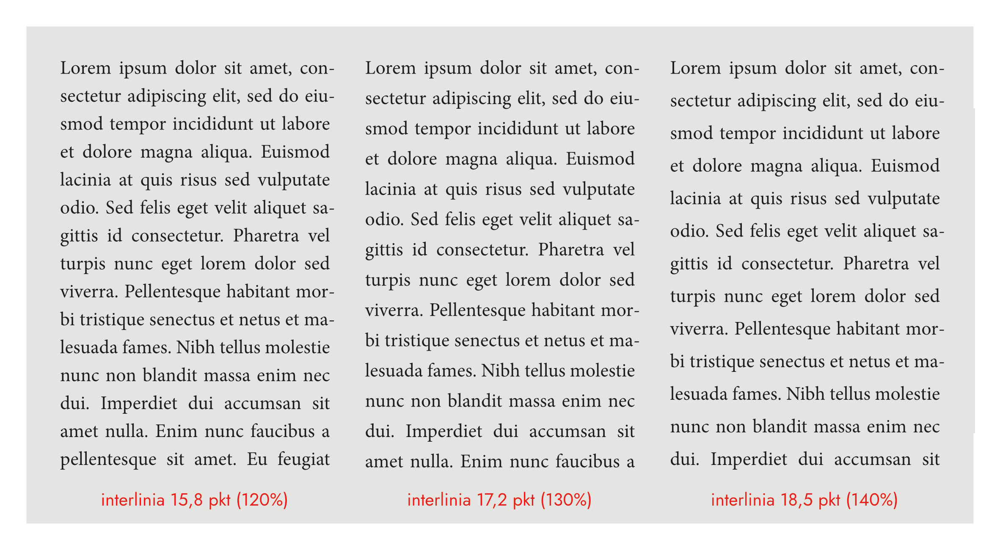 Lorem ipsum dolor sit amet, con-
sectetur adipiscing elit, sed do eiu-
smod tempor incididunt ut labore
et dolore magna aliqua. Euismod
lacinia at quis risus sed vulputate
odio. Sed felis eget velit aliquet sa-
gittis id consectetur. Pharetra vel
turpis nunc eget lorem dolor sed
viverra. Pellentesque habitant mor-
bi tristique senectus et netus et ma-
lesuada fames. Nibh tellus molestie
nunc non blandit massa enim nec
dui. Imperdiet dui accumsan sit
amet nulla. Enim nunc faucibus a
pellentesque sit amet. Eu feugiat
interlinia 15,8 pkt (120%)
Lorem ipsum dolor sit amet, con-
sectetur adipiscing elit, sed do eiu-
smod tempor incididunt ut labore
et dolore magna aliqua. Euismod
lacinia at quis risus sed vulputate
odio. Sed felis eget velit aliquet sa-
gittis id consectetur. Pharetra vel
turpis nunc eget lorem dolor sed
viverra. Pellentesque habitant mor-
bi tristique senectus et netus et ma-
lesuada fames. Nibh tellus molestie
nunc non blandit massa enim nec
dui. Imperdiet dui accumsan sit
amet nulla. Enim nunc faucibus a
interlinia 17,2 pkt (130%)
Lorem ipsum dolor sit amet, con-
sectetur adipiscing elit, sed do eiu-
smod tempor incididunt ut labore
et dolore magna aliqua. Euismod
lacinia at quis risus sed vulputate
odio. Sed felis eget velit aliquet sa-
gittis id consectetur. Pharetra vel
turpis nunc eget lorem dolor sed
viverra. Pellentesque habitant mor-
bi tristique senectus et netus et ma-
lesuada fames. Nibh tellus molestie
nunc non blandit massa enim nec
dui. Imperdiet dui accumsan sit
interlinia 18,5 pkt (140%)